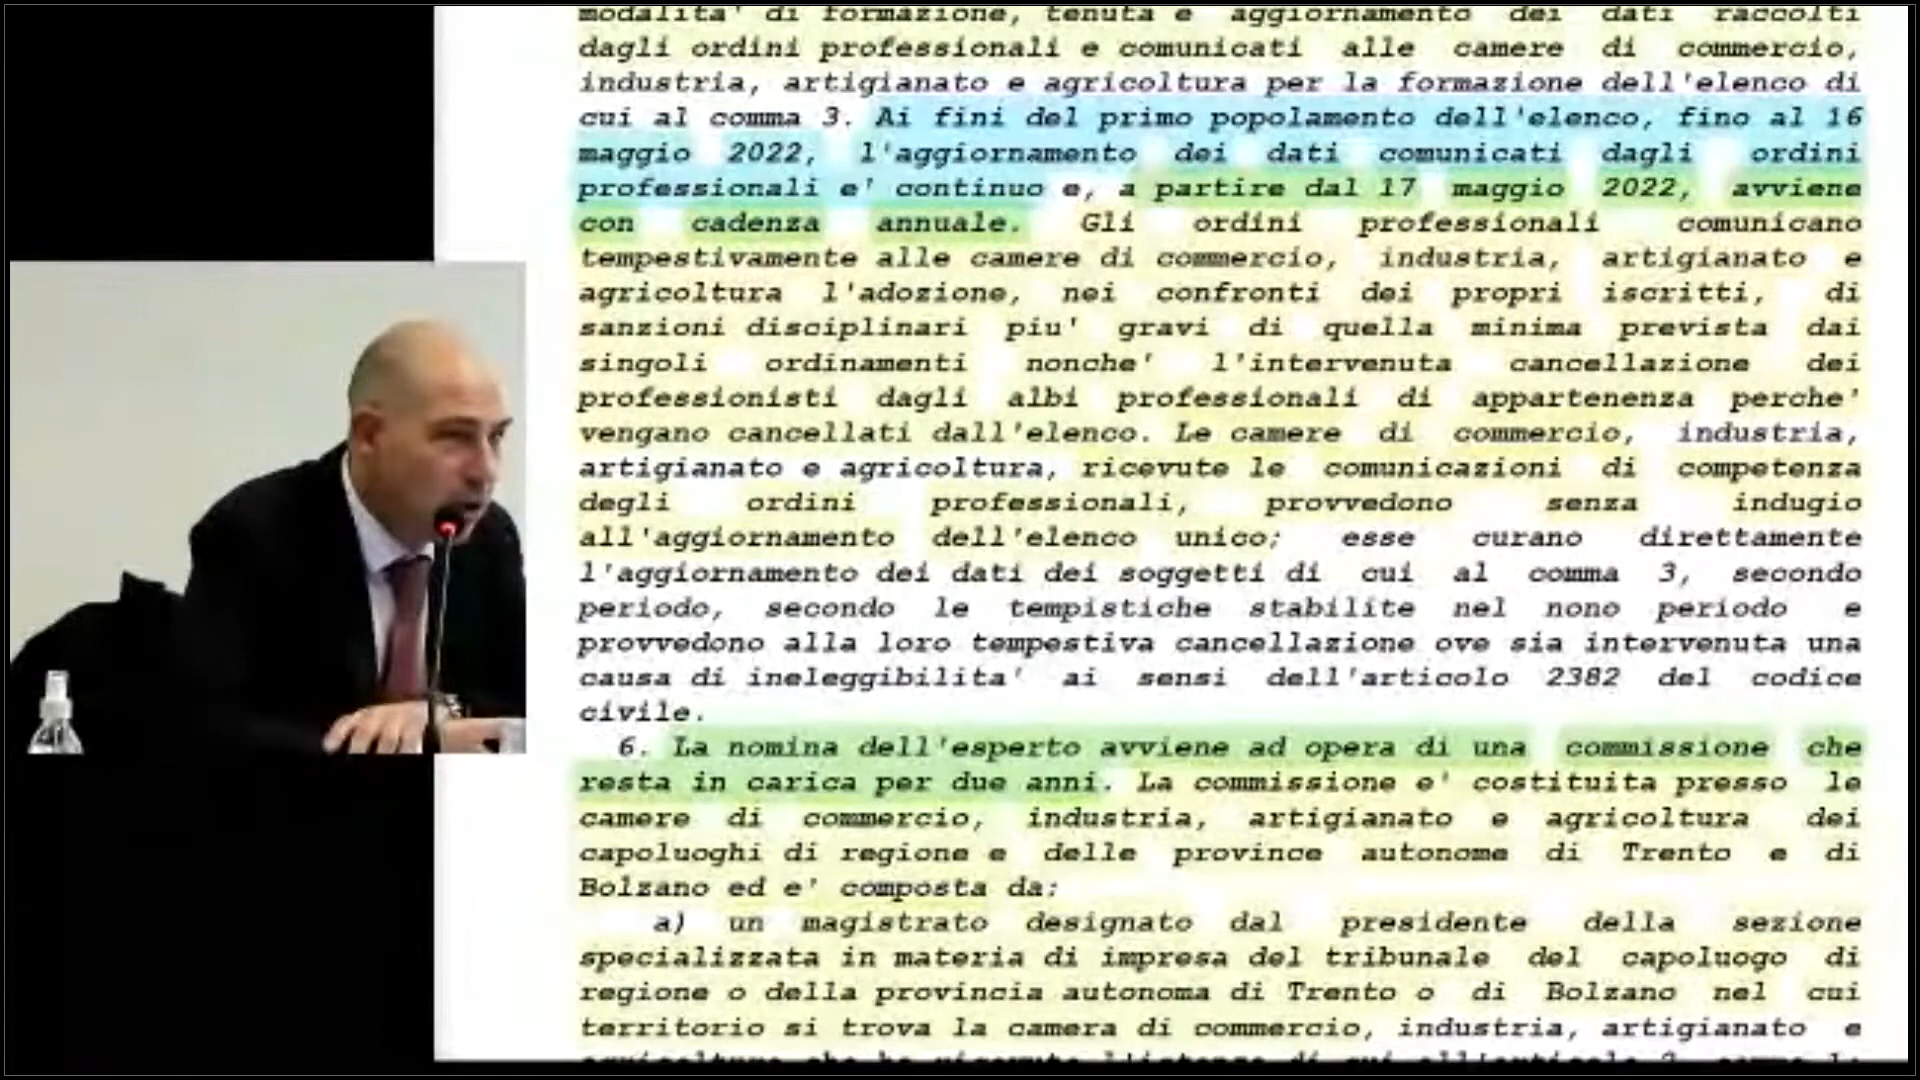 modalita' di formazione, tenuta e aggiornamento dei dati raccolti
dagli ordini professionali e comunicati alle camere di commercio,
industria, artigianato e agricoltura per la formazione dell'elenco di
cui al comma 3. Ai fini del primo popolamento dell'elenco, fino al 16
maggio 2022, l'aggiornamento dei dati comunicati dagli ordini
professionali e' continuo e, a partire dal 17 maggio 2022, avviene
con cadenza annuale. Gli ordini professionali comunicano
tempestivamente alle camere di commercio, industria, artigianato e
agricoltura l'adozione, nei confronti dei propri iscritti, di
sanzioni disciplinari piu' gravi di quella minima prevista dai
singoli ordinamenti nonche' l'intervenuta cancellazione dei
professionisti dagli albi professionali di appartenenza perche'
vengano cancellati dall'elenco. Le camere di commercio, industria,
artigianato e agricoltura, ricevute le comunicazioni di competenza
degli ordini professionali, provvedono senza indugio
all'aggiornamento dell'elenco unico; esse curano direttamente
l'aggiornamento dei dati dei soggetti di cui al comma 3, secondo
periodo, secondo le tempistiche stabilite nel nono periodo e
provvedono alla loro tempestiva cancellazione ove sia intervenuta una
causa di ineleggibilita' ai sensi dell'articolo 2382 del codice
civile.
6. La nomina dell'esperto avviene ad opera di una commissione che
resta in carica per due anni. La commissione e' costituita presso le
camere di commercio, industria, artigianato e agricoltura dei
capoluoghi di regione e delle province autonome di Trento e di
Bolzano ed e' composta da:
a) un magistrato designato dal presidente della sezione
specializzata in materia di impresa del tribunale del capoluogo di
regione o della provincia autonoma di Trento o di Bolzano nel cui
territorio si trova la camera di commercio, industria, artigianato e